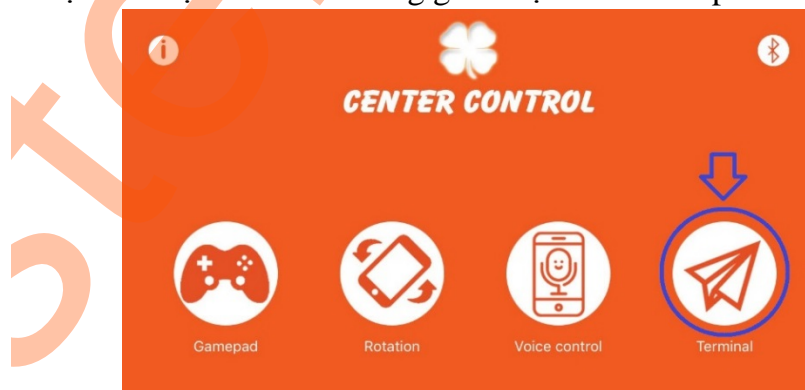 CENTER CONTROL
Gamepad
Rotation
Voice control
Terminal